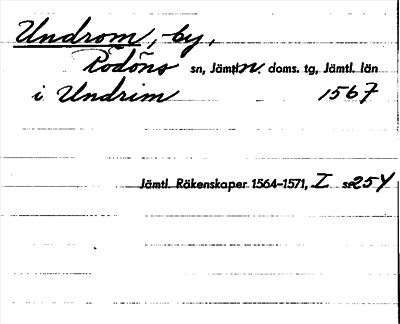 Undrom, -by,
Rödöns sn, Jämtl. n. doms. tg, Jämtl. län
i Undrim 1567
Jämtl. Räkenskaper 1564-1571, I s. 254